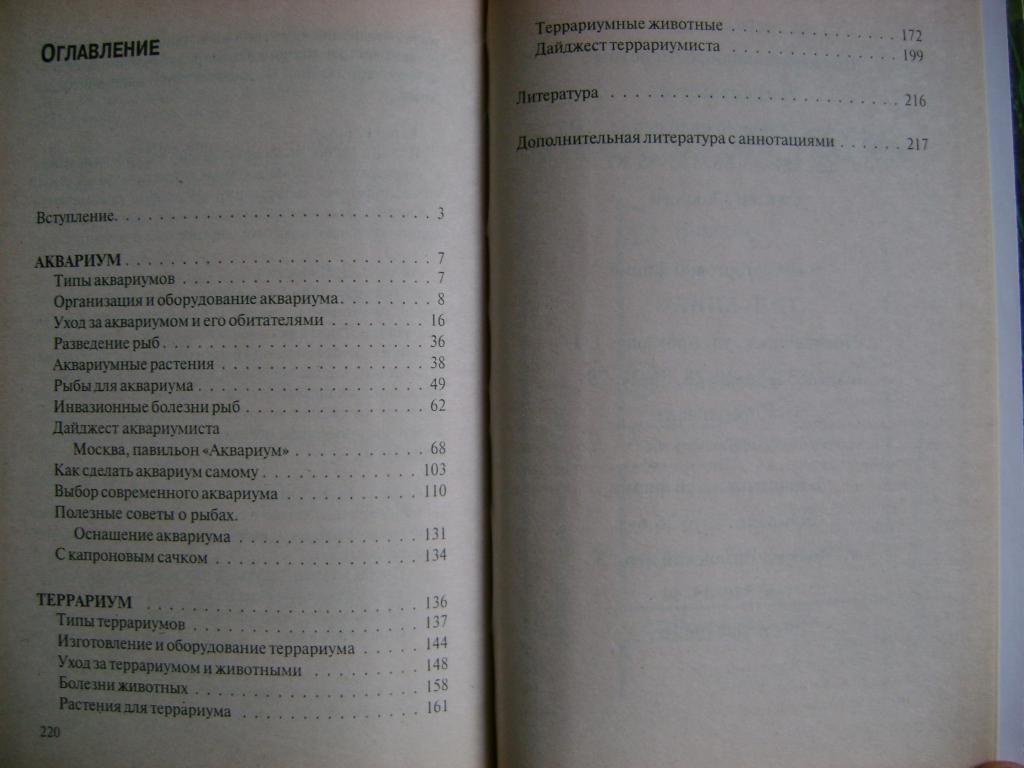 ОГЛАВЛЕНИЕ
Вступление. . . . . . . . . . . . . . . . . . . . . . . . . . . . 3
АКВАРИУМ . . . . . . . . . . . . . . . . . . . . . . . . . . . 7
Типы аквариумов . . . . . . . . . . . . . . . . . . . . . . . 7
Организация и оборудование аквариума. . . . . . . . . 8
Уход за аквариумом и его обитателями . . . . . . . . . 16
Разведение рыб . . . . . . . . . . . . . . . . . . . . . . . . 36
Аквариумные растения . . . . . . . . . . . . . . . . . . . 38
Рыбы для аквариума . . . . . . . . . . . . . . . . . . . . . 49
Инвазионные болезни рыб . . . . . . . . . . . . . . . . . 62
Дайджест аквариумиста
Москва, павильон «Аквариум» . . . . . . . . . . . . . 68
Как сделать аквариум самому . . . . . . . . . . . . . . . 103
Выбор современного аквариума . . . . . . . . . . . . . 110
Полезные советы о рыбах.
Оснащение аквариума . . . . . . . . . . . . . . . . . 131
С капроновым сачком . . . . . . . . . . . . . . . . . . . 134
ТЕРРАРИУМ . . . . . . . . . . . . . . . . . . . . . . . . . 136
Типы террариумов . . . . . . . . . . . . . . . . . . . . . 137
Изготовление и оборудование террариума . . . . . 144
Уход за террариумом и животными . . . . . . . . . . 148
Болезни животных . . . . . . . . . . . . . . . . . . . . . 158
Растения для террариума . . . . . . . . . . . . . . . . . 161
220
Террариумные животные . . . . . . . . . . . . . . . . . 172
Дайджест террариумиста . . . . . . . . . . . . . . . . . 199
Литература . . . . . . . . . . . . . . . . . . . . . . . . . . 216
Дополнительная литература с аннотациями . . . . . . 217